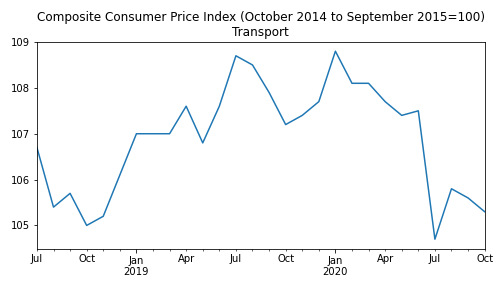 Composite Consumer Price Index (October 2014 to September 2015=100)
Transport
109
108
107
106
105
Jul Oct Jan Apr Jul Oct Jan Apr Jul Oct
2019 2020